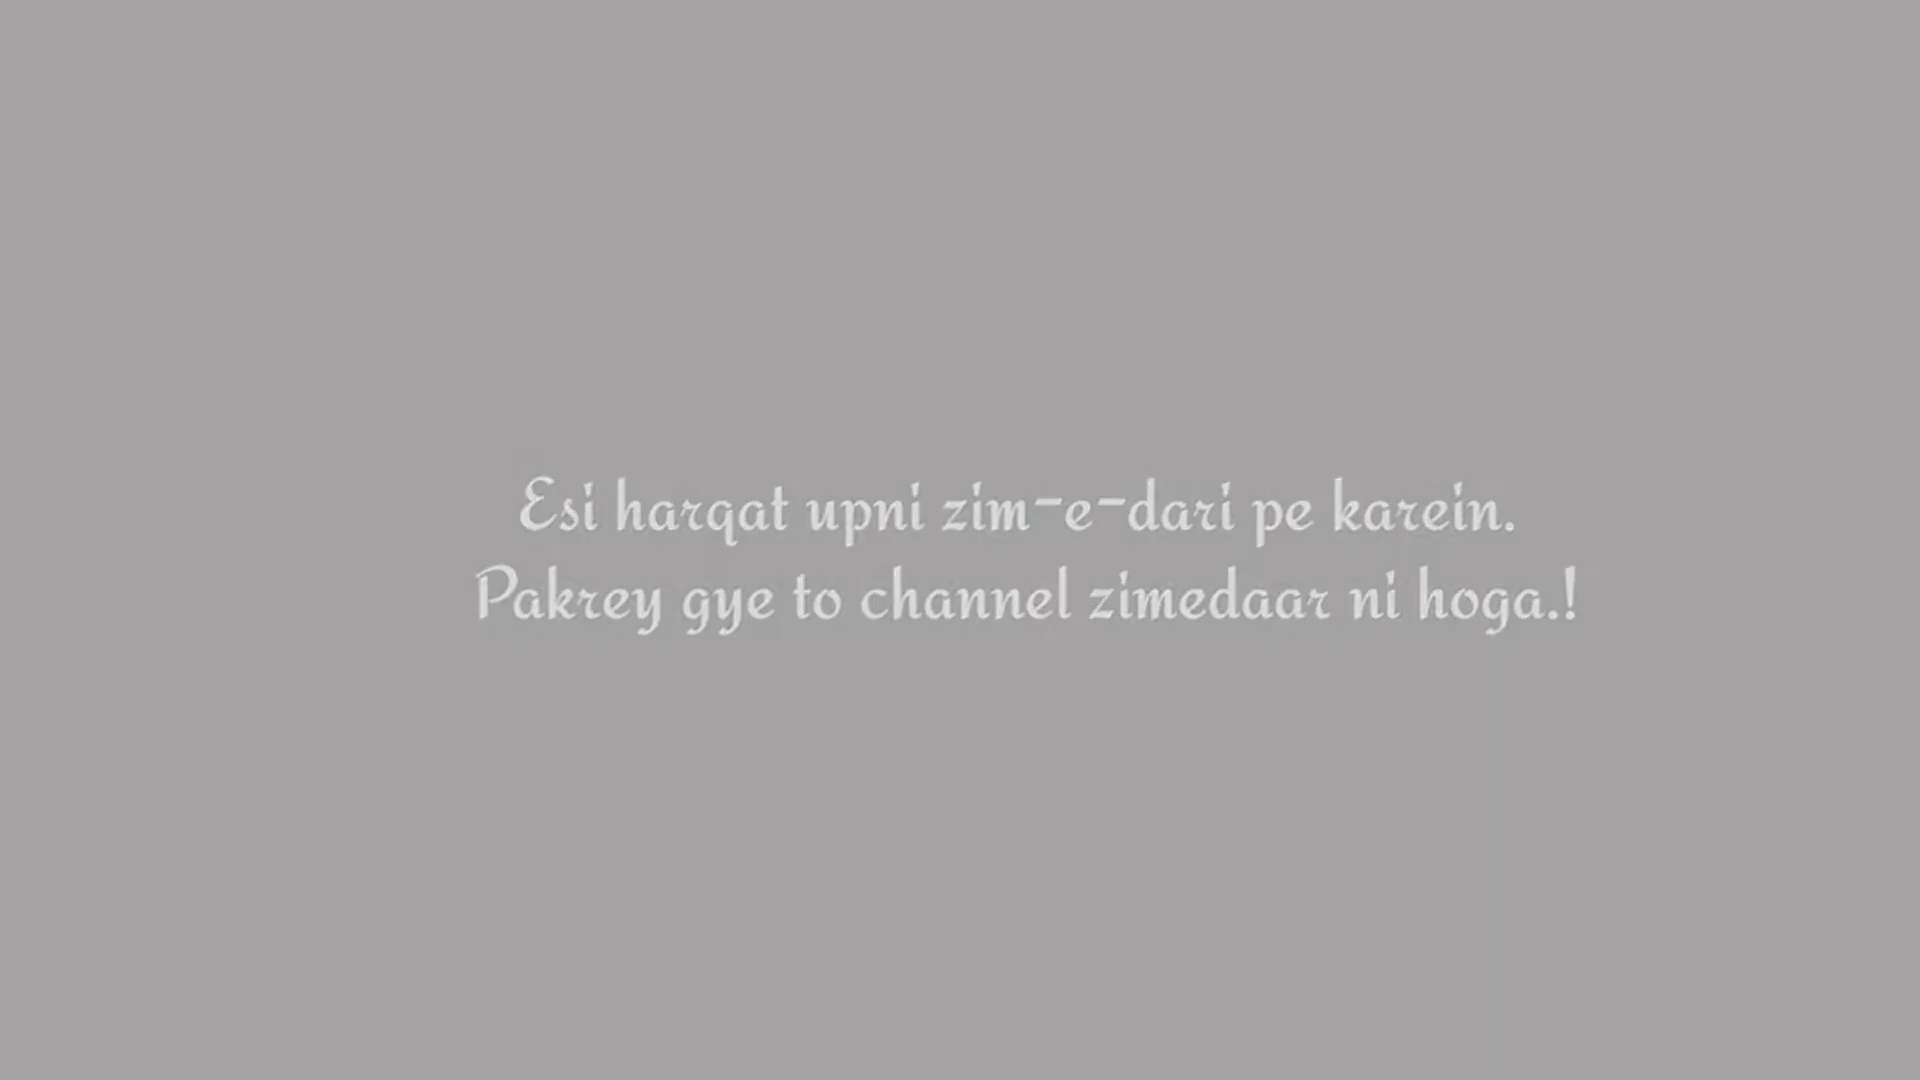 Esi harqat upni zim-e-dari pe karein.
Pakrey gye to channel zimedaar ni hoga.!